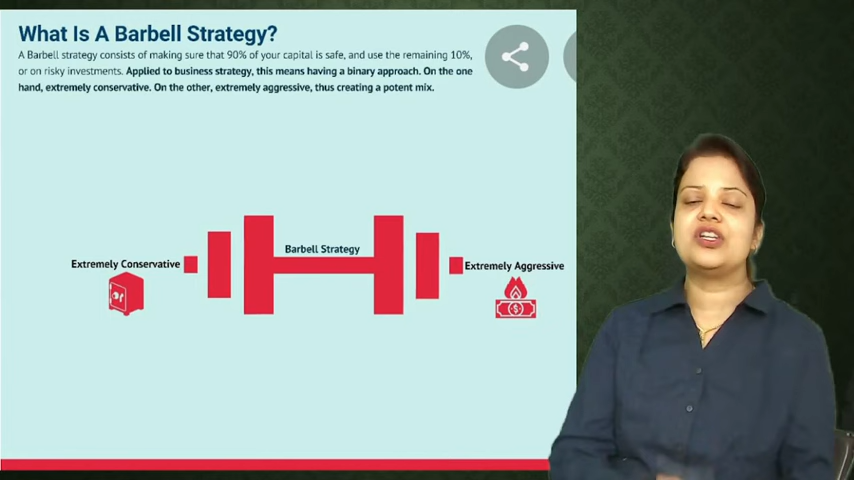 What Is A Barbell Strategy?
A Barbell strategy consists of making sure that 90% of your capital is safe, and use the remaining 10%,
or on risky investments. Applied to business strategy, this means having a binary approach. On the one
hand, extremely conservative. On the other, extremely aggressive, thus creating a potent mix.
Barbell Strategy
Extremely Conservative
Extremely Aggressive